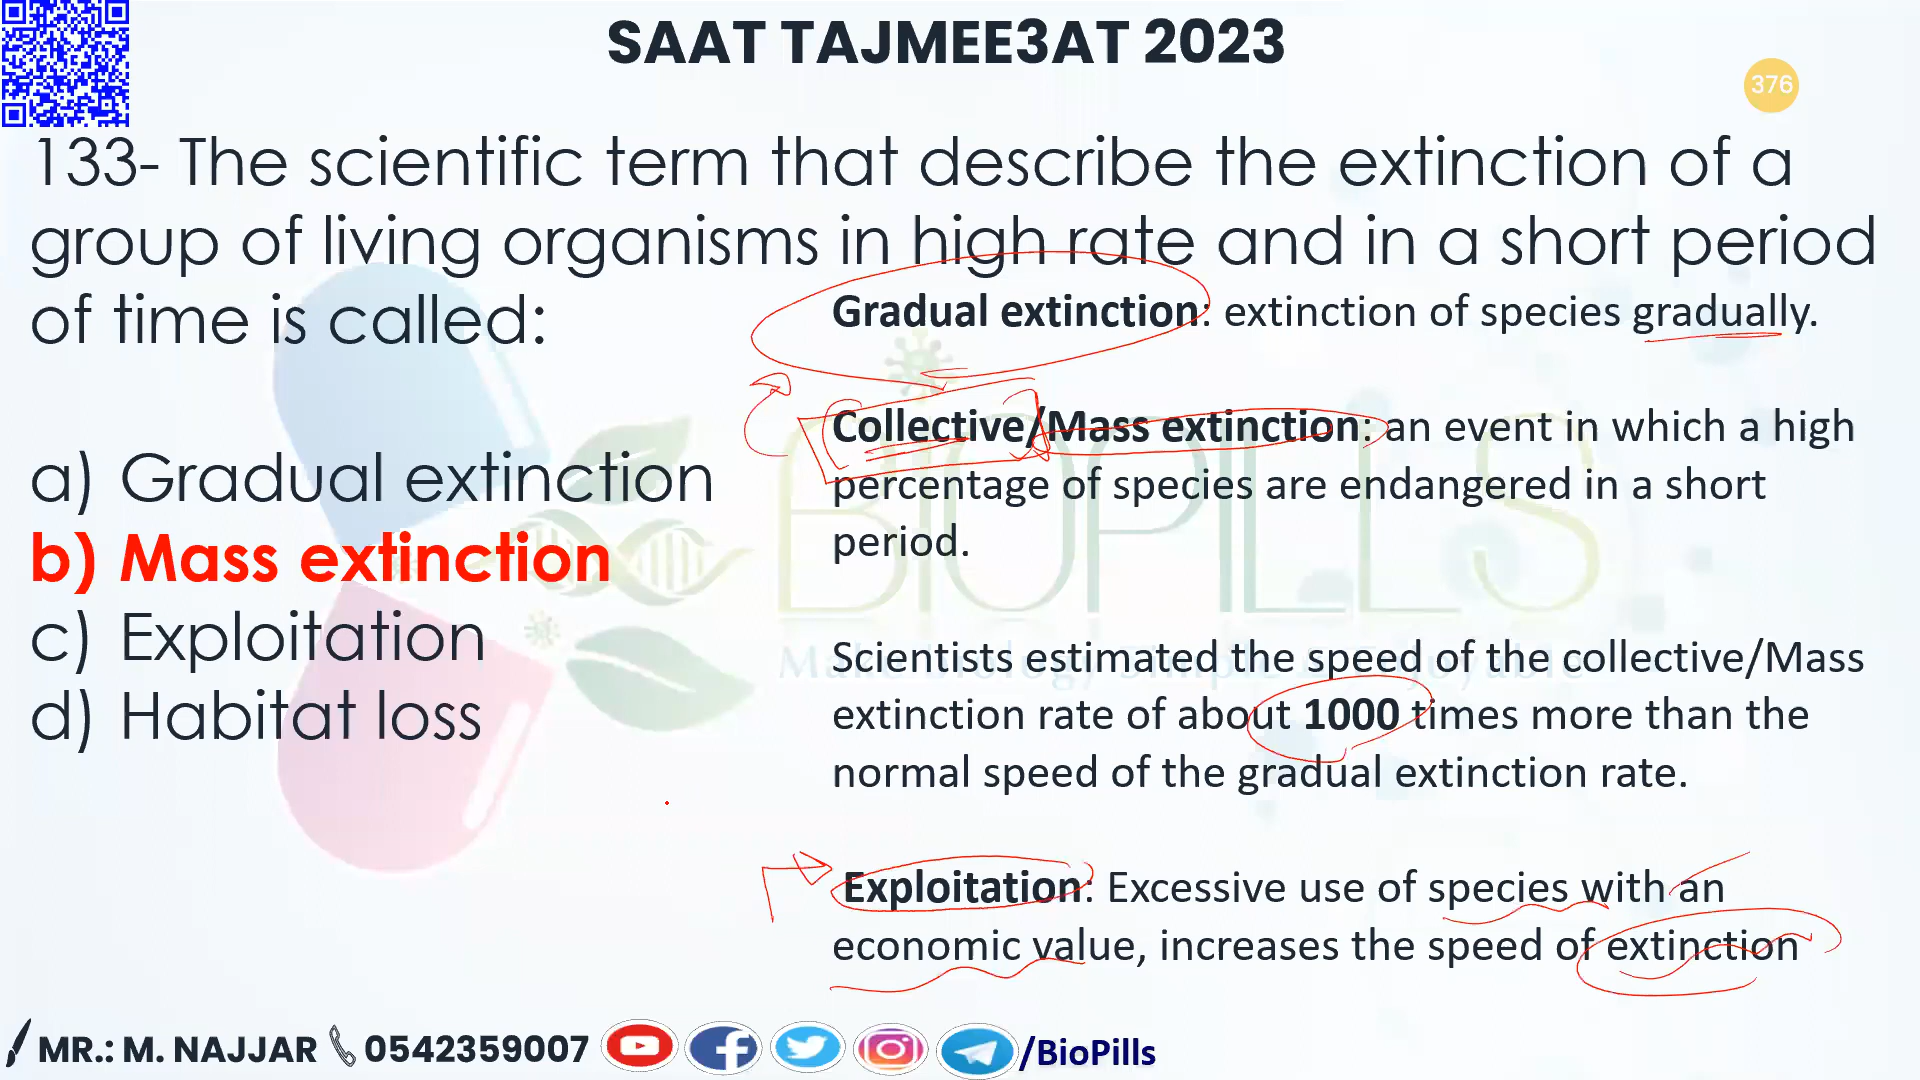 SAAT TAJMEE3AT 2023
376
133- The scientific term that describe the extinction of a
group of living organisms in high rate and in a short period
of time is called:
a) Gradual extinction
b) Mass extinction
c) Exploitation
d) Habitat loss
Gradual extinction: extinction of species gradually.
Collective/Mass extinction: an event in which a high
percentage of species are endangered in a short
period.
Scientists estimated the speed of the collective/Mass
extinction rate of about 1000 times more than the
normal speed of the gradual extinction rate.
Exploitation: Excessive use of species with an
economic value, increases the speed of extinction
BIOPILLS
MR.: M. NAJJAR 0542359007 /BioPills